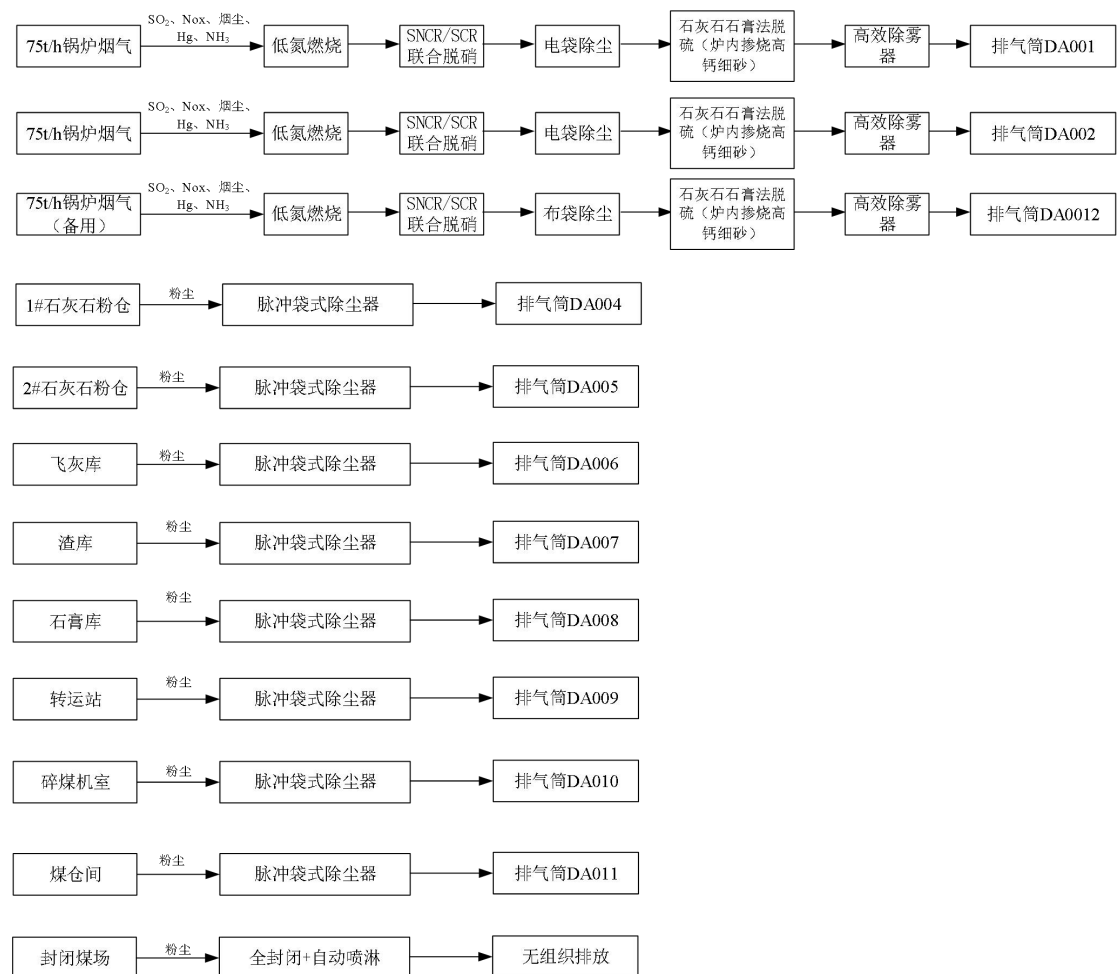 SO₂、Nox、烟尘、
Hg、NH₃
75t/h锅炉烟气
低氮燃烧
SNCR/SCR
联合脱硝
电袋除尘
石灰石石膏法脱
硫（炉内掺烧高
钙细砂）
高效除雾
器
排气筒DA001
SO₂、Nox、烟尘、
Hg、NH₃
75t/h锅炉烟气
低氮燃烧
SNCR/SCR
联合脱硝
电袋除尘
石灰石石膏法脱
硫（炉内掺烧高
钙细砂）
高效除雾
器
排气筒DA002
SO₂、Nox、烟尘、
Hg、NH₃
75t/h锅炉烟气
（备用）
低氮燃烧
SNCR/SCR
联合脱硝
布袋除尘
石灰石石膏法脱
硫（炉内掺烧高
钙细砂）
高效除雾
器
排气筒DA0012
1#石灰石粉仓
粉尘
脉冲袋式除尘器
排气筒DA004
2#石灰石粉仓
粉尘
脉冲袋式除尘器
排气筒DA005
飞灰库
粉尘
脉冲袋式除尘器
排气筒DA006
渣库
粉尘
脉冲袋式除尘器
排气筒DA007
石膏库
粉尘
脉冲袋式除尘器
排气筒DA008
转运站
粉尘
脉冲袋式除尘器
排气筒DA009
碎煤机室
粉尘
脉冲袋式除尘器
排气筒DA010
煤仓间
粉尘
脉冲袋式除尘器
排气筒DA011
封闭煤场
粉尘
全封闭+自动喷淋
无组织排放